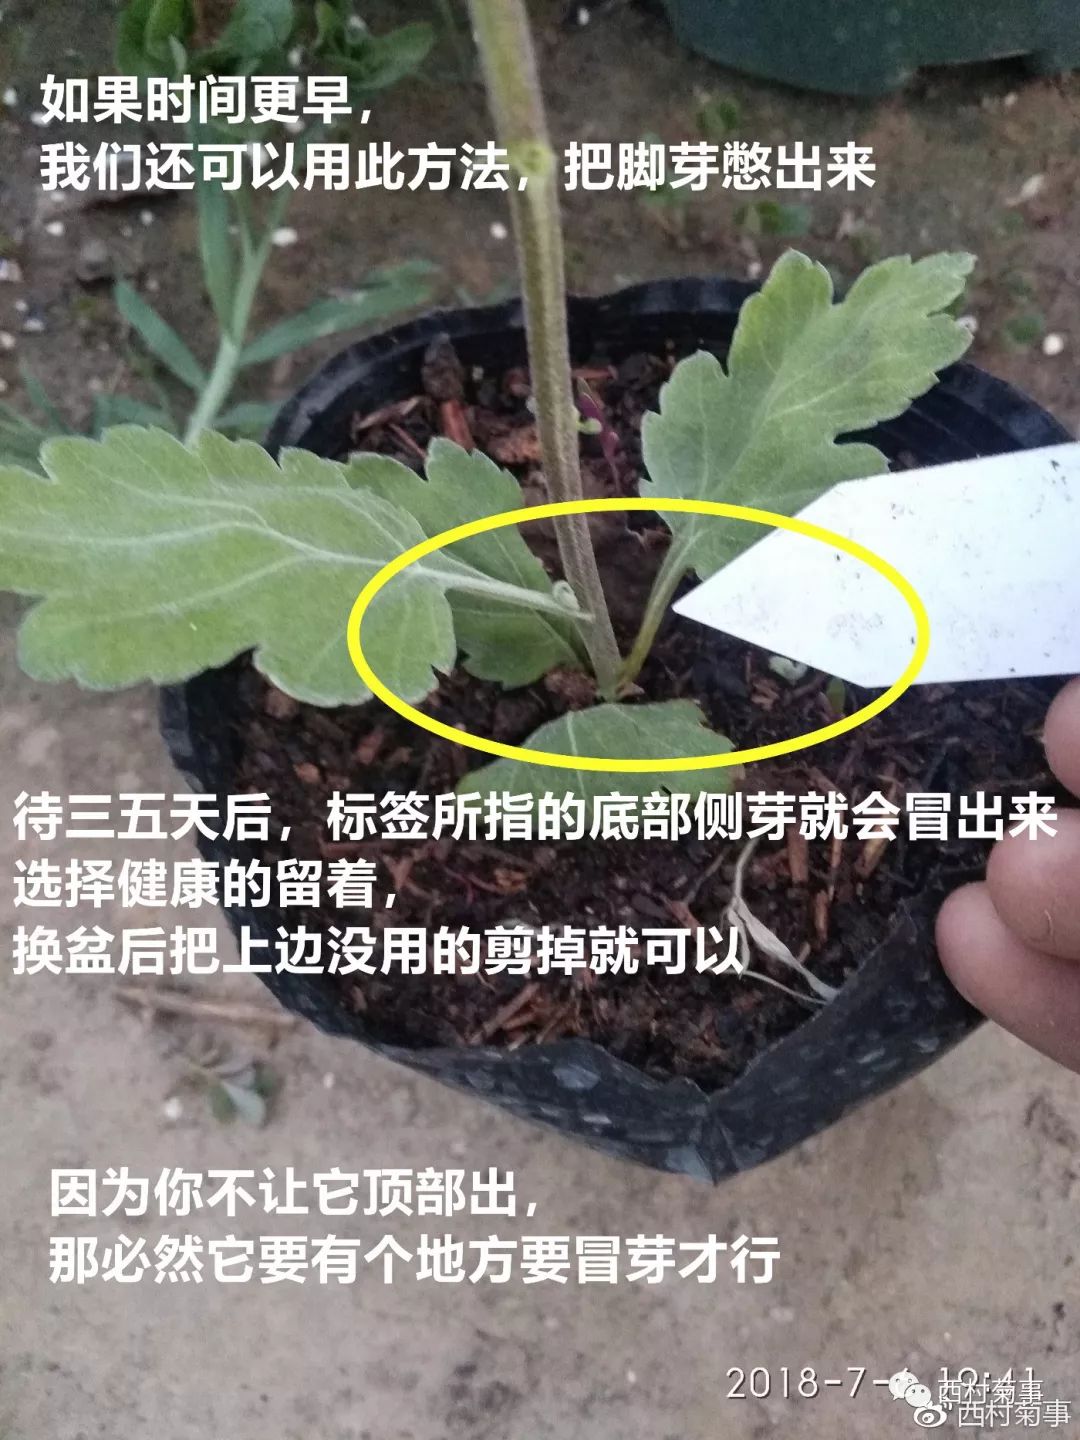 如果时间更早，
我们还可以用此方法，把脚芽憋出来
待三五天后，标签所指的底部侧芽就会冒出来
选择健康的留着，
换盆后把上边没用的剪掉就可以
因为你不让它顶部出，
那必然它要有个地方要冒芽才行
2018-7- 19:41
西村菊事
西村菊事